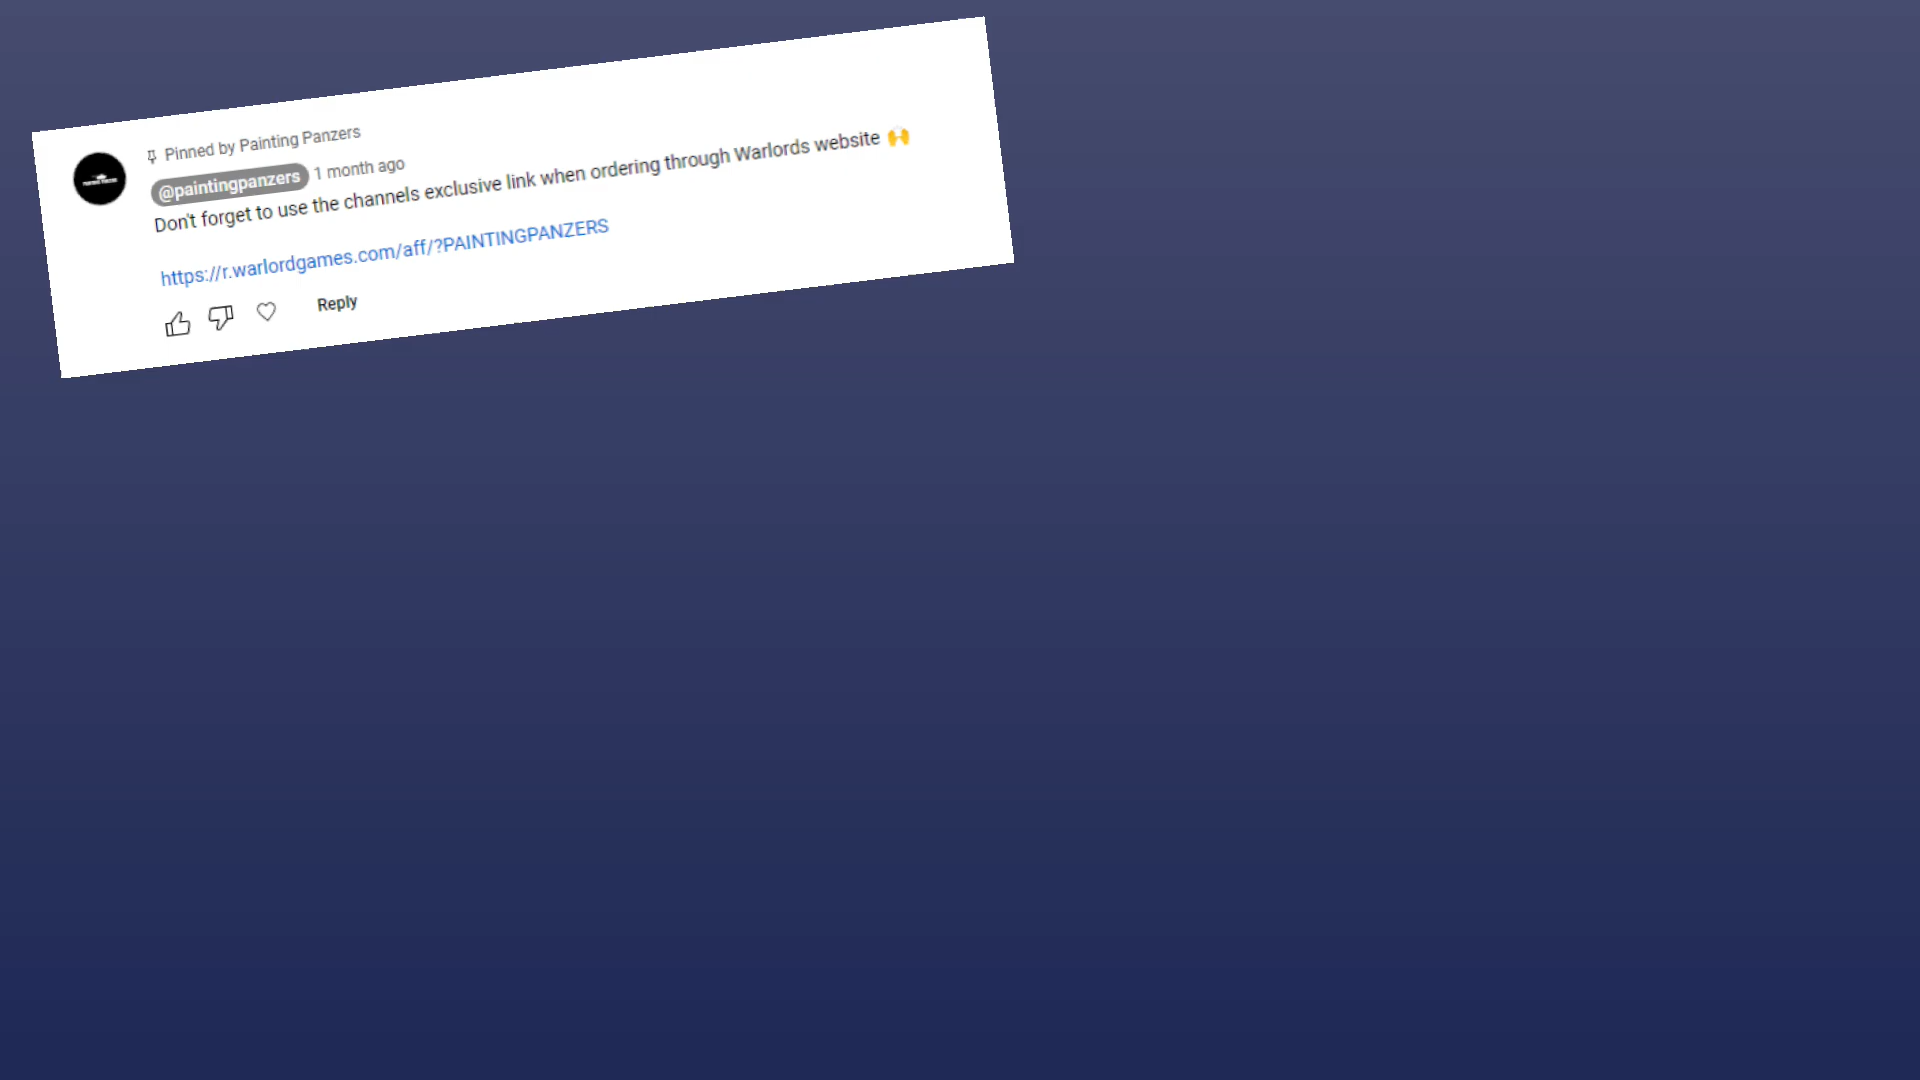 Pinned by Painting Panzers
@paintingpanzers 1 month ago
Don't forget to use the channels exclusive link when ordering through Warlords website 🙌
https://r.warlordgames.com/aff/?PAINTINGPANZERS
Reply